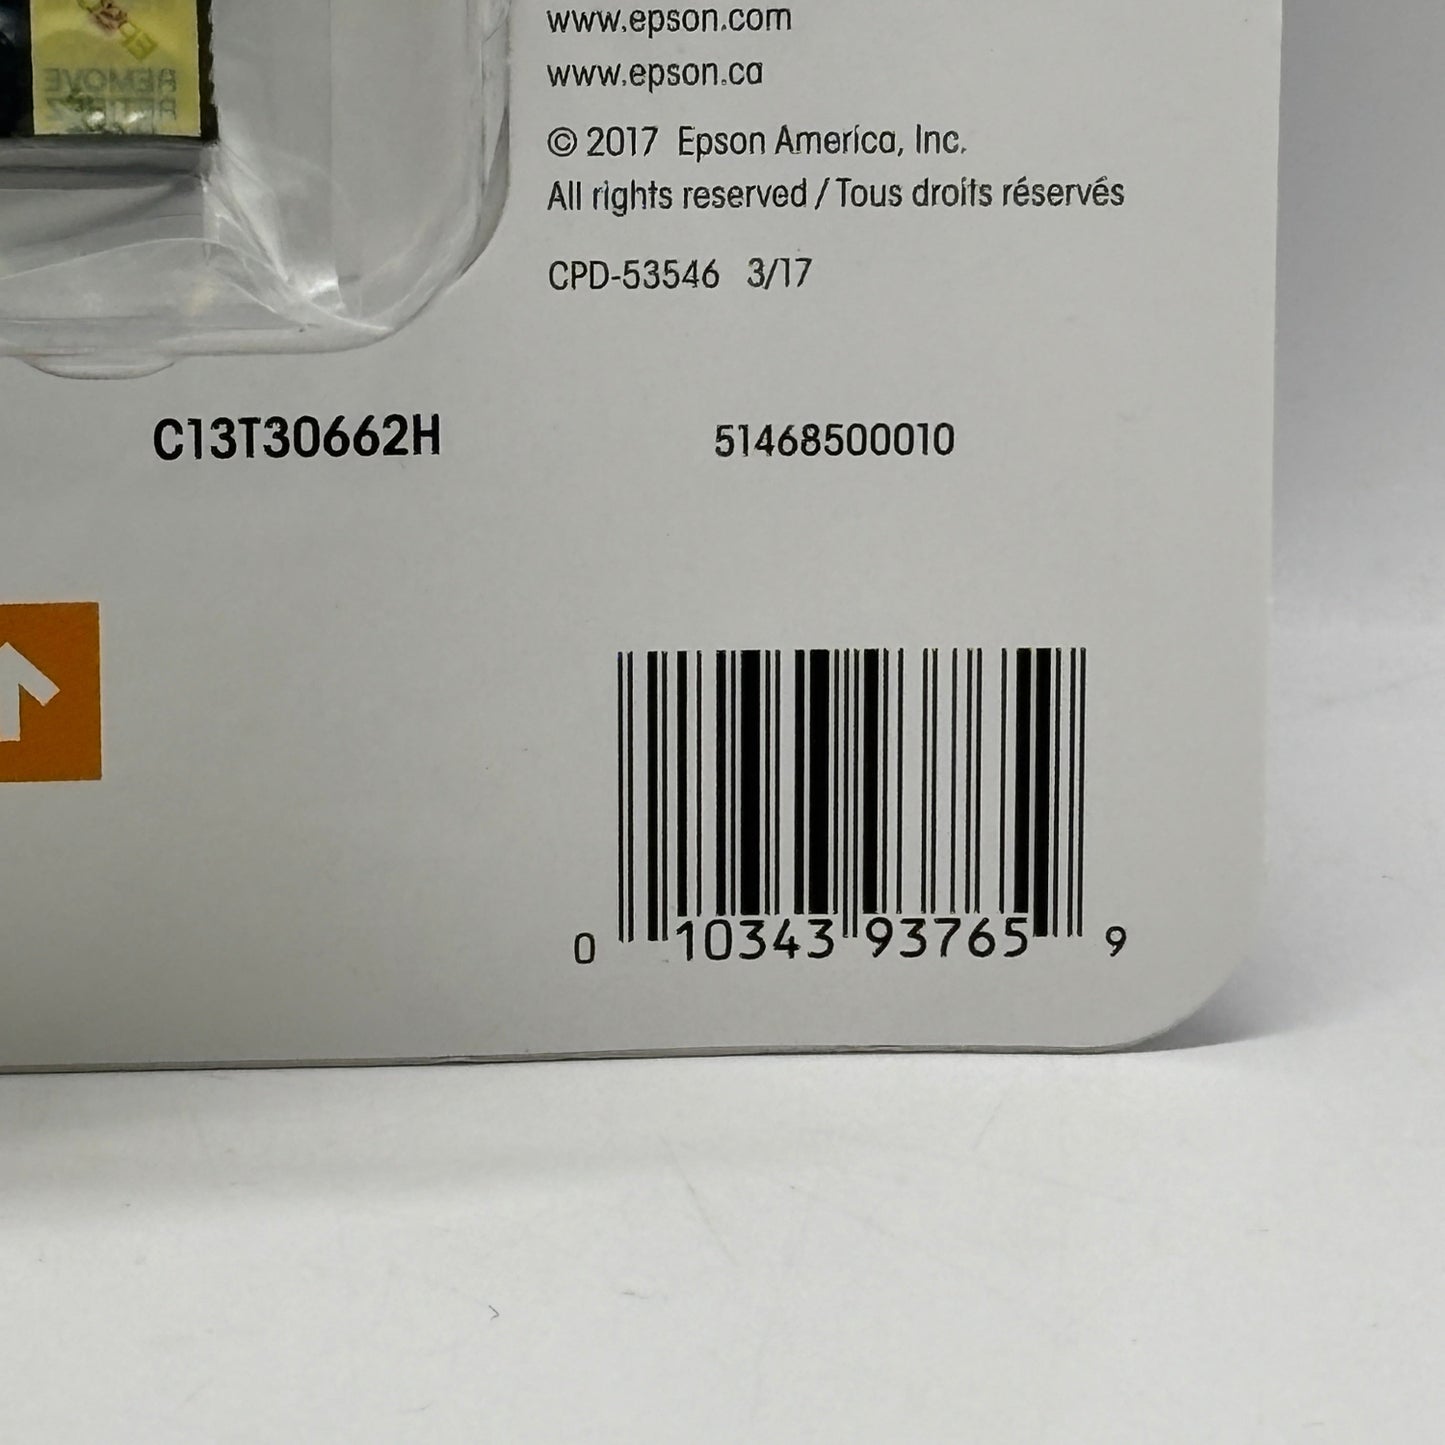 www.epson.com
www.epson.ca
© 2017 Epson America, Inc.
All rights reserved / Tous droits réservés
CPD-53546 3/17
REMOVE
C13T30662H 51468500010
0 10343 93765 9